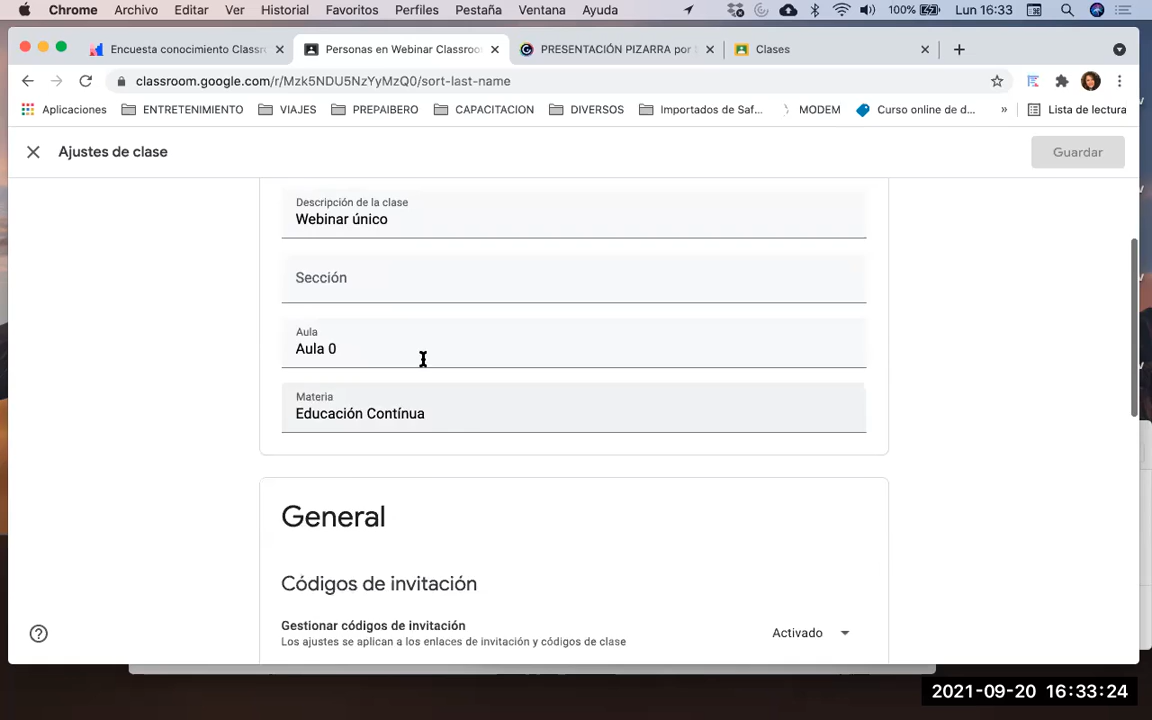 Chrome Archivo Editar Ver Historial Favoritos Perfiles Pestaña Ventana Ayuda 100% Lun 16:33
Encuesta conocimiento Classr Personas en Webinar Classroo PRESENTACIÓN PIZARRA por Clases
classroom.google.com/r/Mzk5NDU5NzYyMzQ0/sort-last-name
Aplicaciones ENTRETENIMIENTO VIAJES PREPAIBERO CAPACITACION DIVERSOS Importados de Saf... MODEM Curso online de d... » Lista de lectura
Ajustes de clase Guardar
Descripción de la clase
Webinar único
Sección
Aula
Aula 0
Materia
Educación Contínua
General
Códigos de invitación
Gestionar códigos de invitación
Los ajustes se aplican a los enlaces de invitación y códigos de clase
Activado
2021-09-20 16:33:24